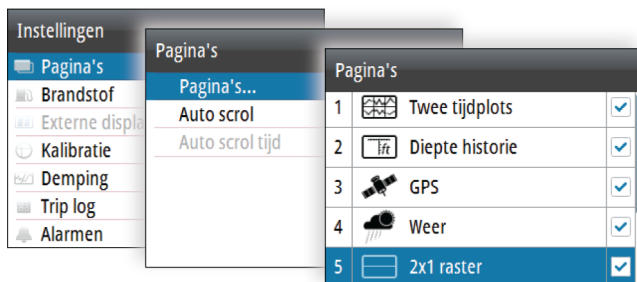 Instellingen
Pagina's
Brandstof
Externe displa
Kalibratie
Demping
Trip log
Alarmen
Pagina's
Pagina's...
Auto scrol
Auto scrol tijd
Pagina's
1 Twee tijdplots
2 ft Diepte historie
3 GPS
4 Weer
5 2x1 raster